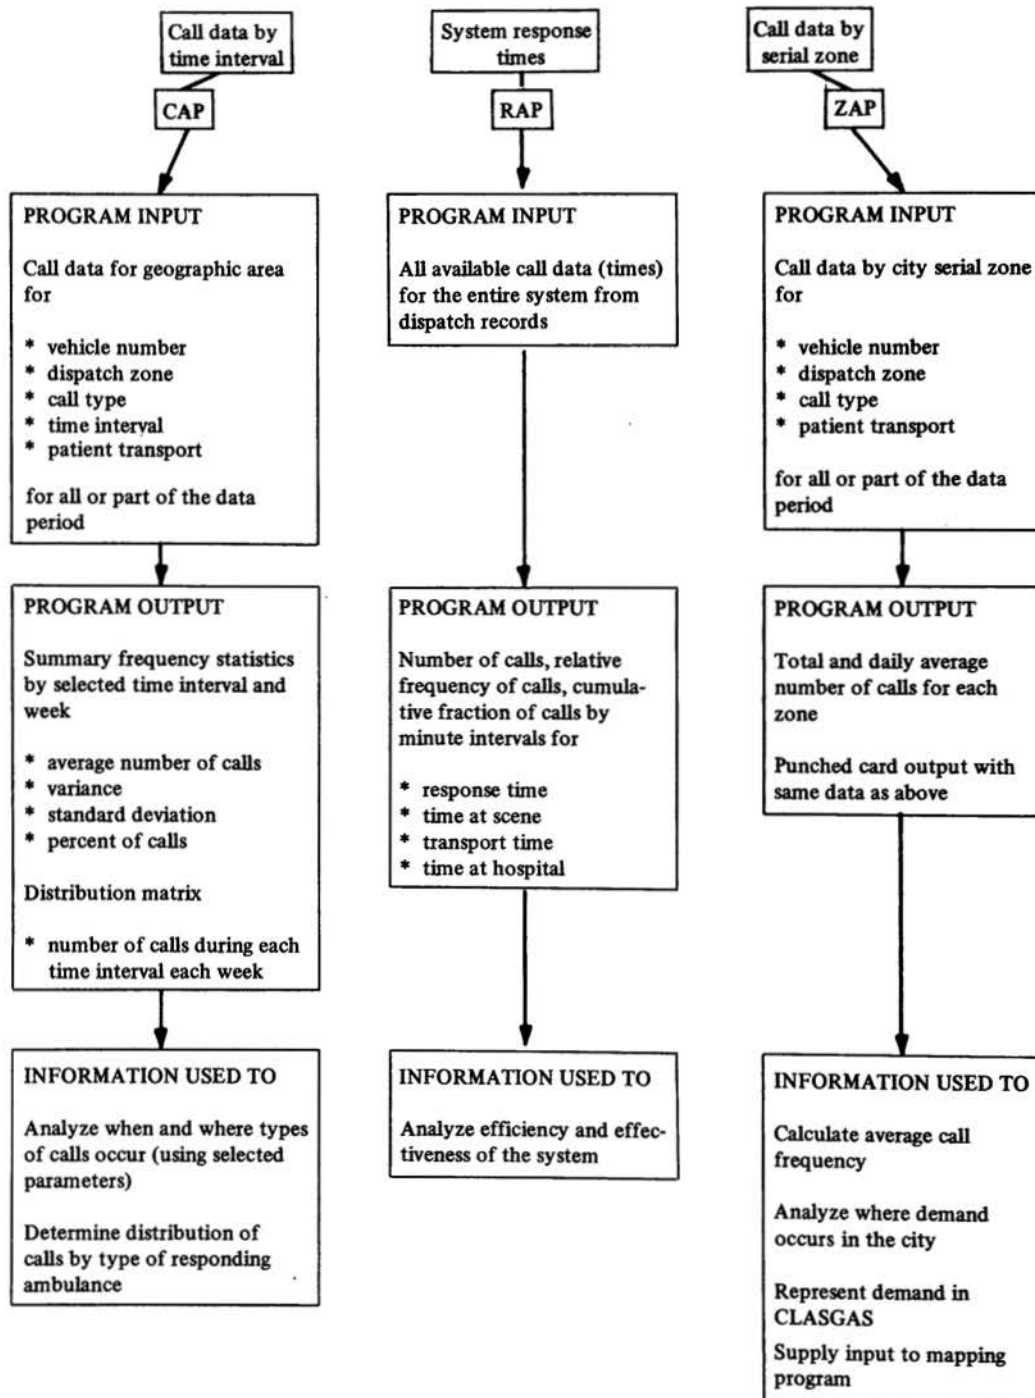 Call data by
time interval
CAP
PROGRAM INPUT
Call data for geographic area
for
* vehicle number
* dispatch zone
* call type
* time interval
* patient transport
for all or part of the data
period
PROGRAM OUTPUT
Summary frequency statistics
by selected time interval and
week
* average number of calls
* variance
* standard deviation
* percent of calls
Distribution matrix
* number of calls during each
time interval each week
INFORMATION USED TO
Analyze when and where types
of calls occur (using selected
parameters)
Determine distribution of
calls by type of responding
ambulance
System response
times
RAP
PROGRAM INPUT
All available call data (times)
for the entire system from
dispatch records
PROGRAM OUTPUT
Number of calls, relative
frequency of calls, cumula-
tive fraction of calls by
minute intervals for
* response time
* time at scene
* transport time
* time at hospital
INFORMATION USED TO
Analyze efficiency and effec-
tiveness of the system
Call data by
serial zone
ZAP
PROGRAM INPUT
Call data by city serial zone
for
* vehicle number
* dispatch zone
* call type
* patient transport
for all or part of the data
period
PROGRAM OUTPUT
Total and daily average
number of calls for each
zone
Punched card output with
same data as above
INFORMATION USED TO
Calculate average call
frequency
Analyze where demand
occurs in the city
Represent demand in
CLASGAS
Supply input to mapping
program